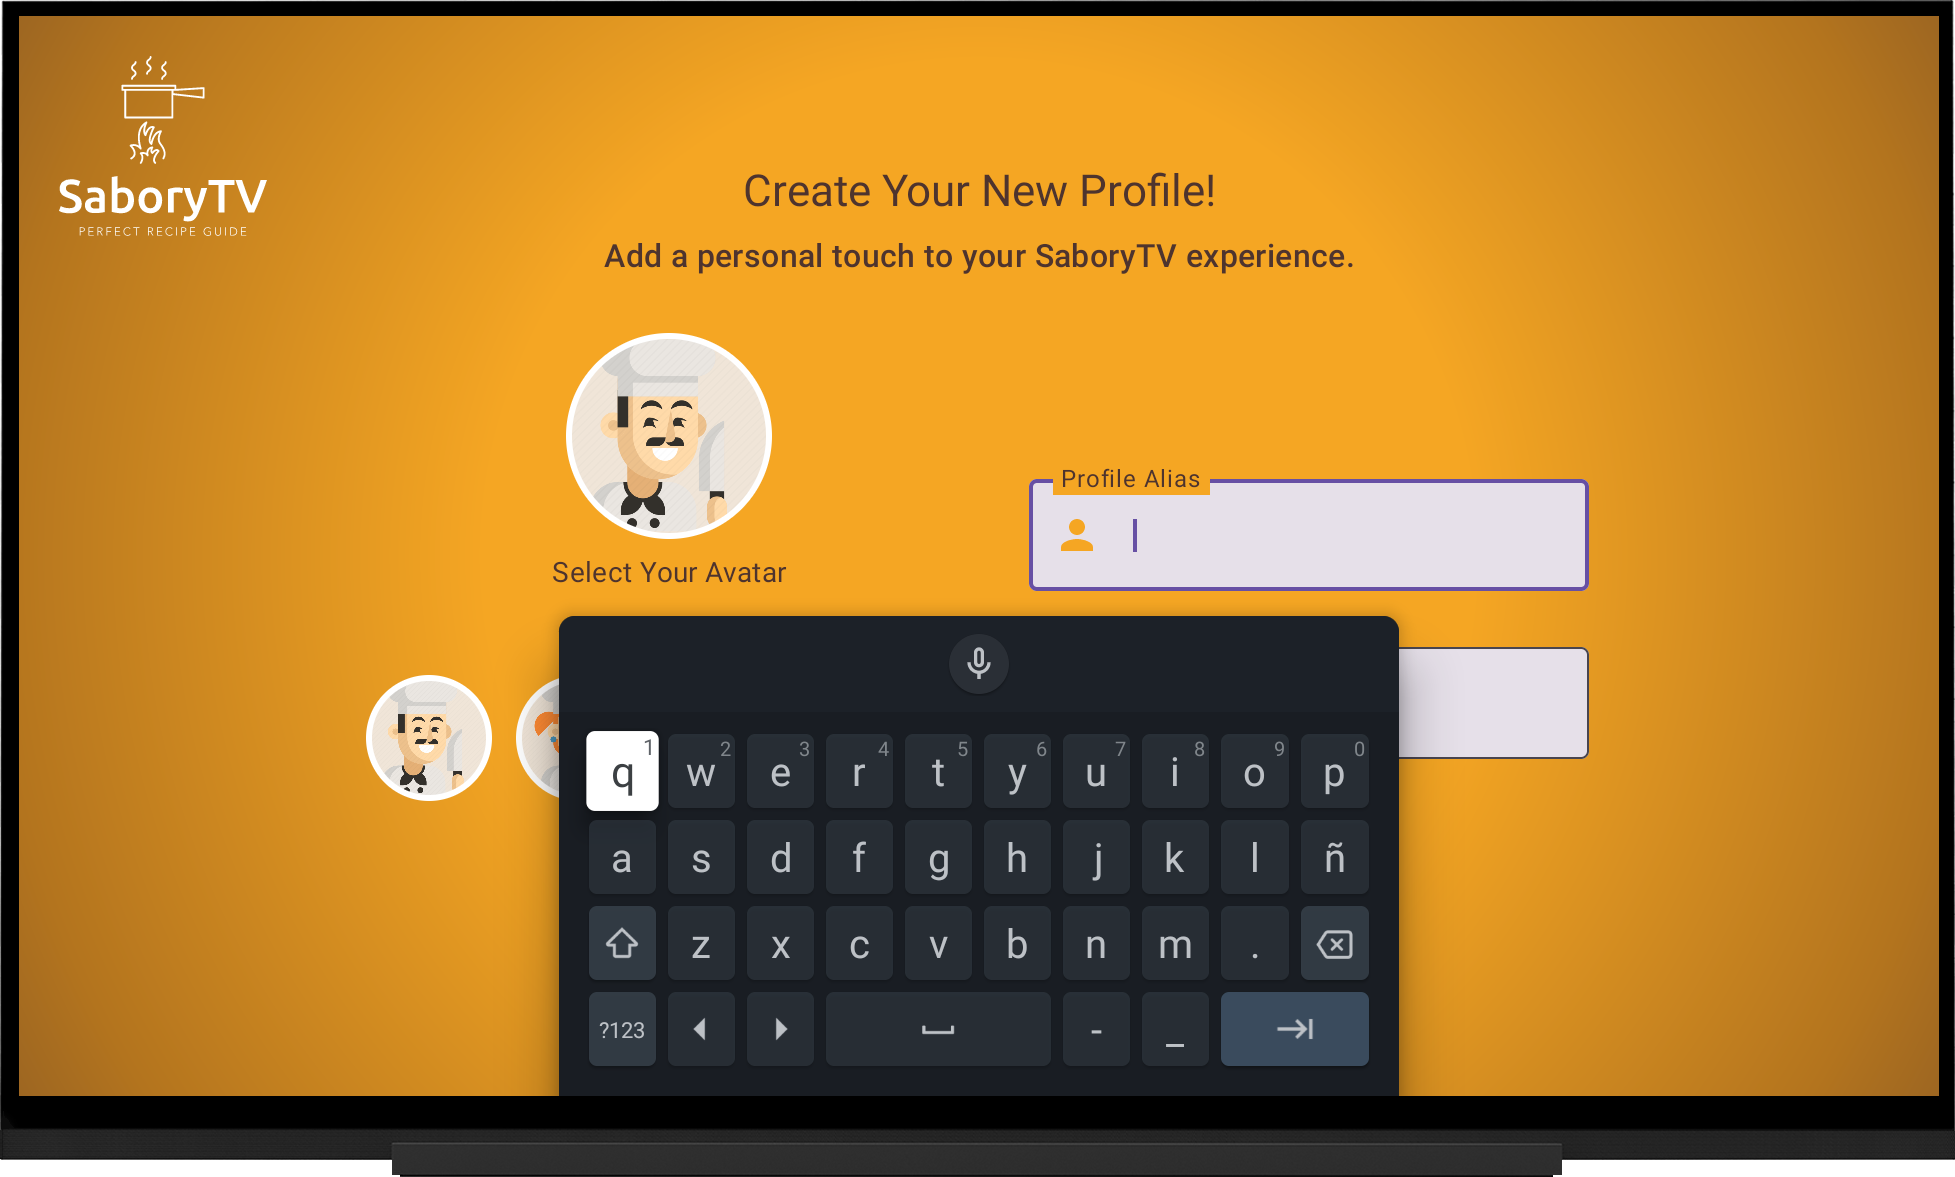 SaboryTV
PERFECT RECIPE GUIDE
Create Your New Profile!
Add a personal touch to your SaboryTV experience.
Profile Alias
Select Your Avatar
q 1 w 2 e 3 r 4 t 5 y 6 u 7 i 8 o 9 p 0
a s d f g h j k l ñ
z x c v b n m .
?123 - _